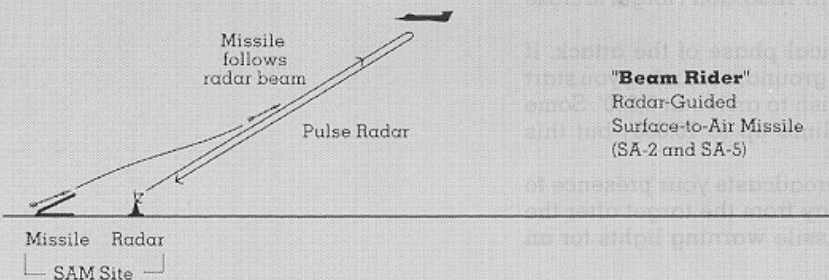 Missile
follows
radar beam
Pulse Radar
"Beam Rider"
Radar-Guided
Surface-to-Air Missile
(SA-2 and SA-5)
Missile Radar
SAM Site